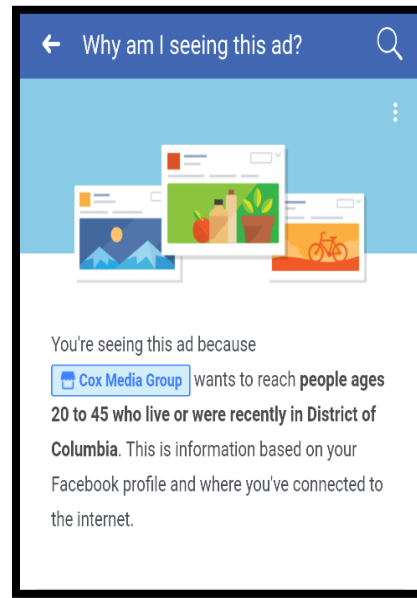 Why am I seeing this ad?
You're seeing this ad because
Cox Media Group wants to reach people ages
20 to 45 who live or were recently in District of
Columbia. This is information based on your
Facebook profile and where you've connected to
the internet.